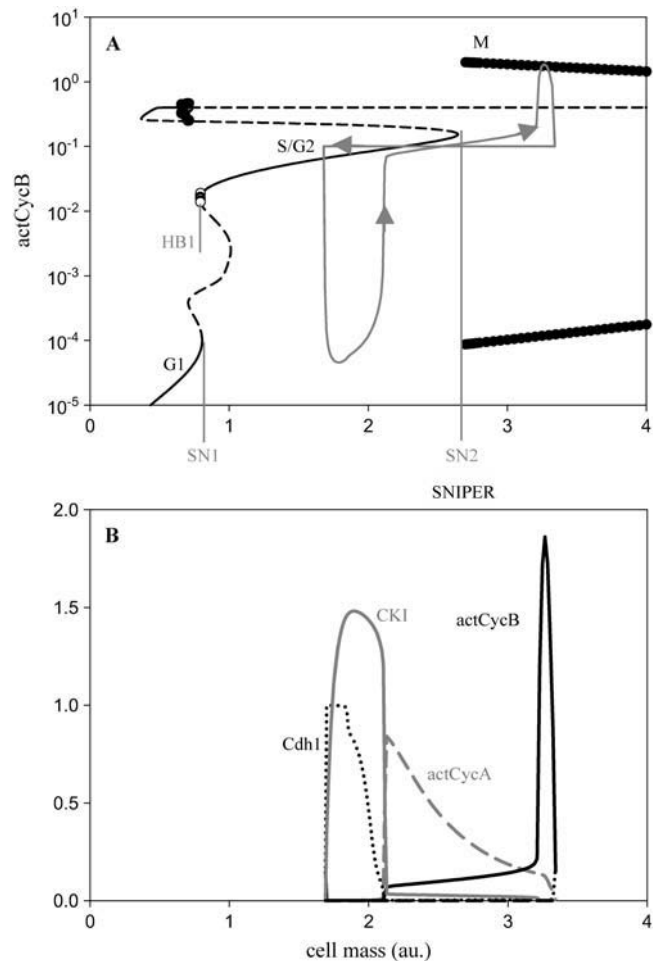 A
M
10^1
10^0
10^-1
10^-2
10^-3
10^-4
10^-5
actCycB
S/G2
HB1
G1
0
1
2
3
4
SN1
SN2
SNIPER
B
2.0
1.5
1.0
0.5
0.0
CKI
actCycB
Cdh1
actCycA
0
1
2
3
4
cell mass (au.)